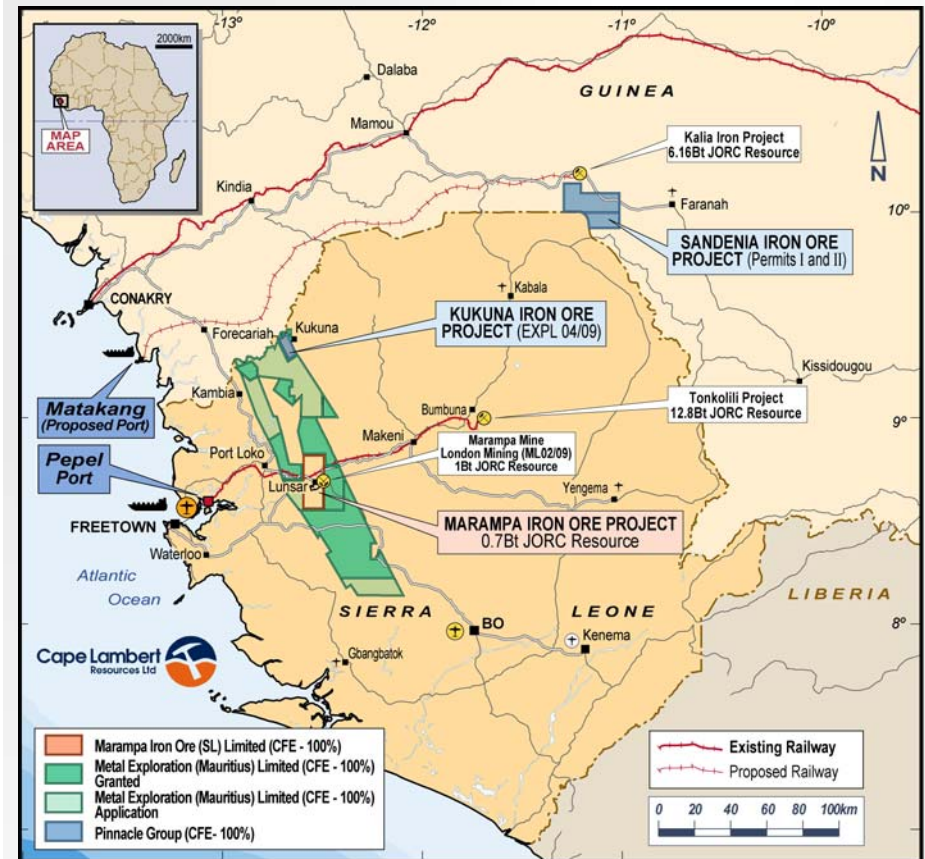 -13°
-12°
-11°
-10°
2000km
MAP
AREA
Dalaba
GUINEA
Mamou
Kalia Iron Project
6.16Bt JORC Resource
N
Kindia
Faranah
10°
SANDENIA IRON ORE
PROJECT (Permits I and II)
CONAKRY
Kabala
KUKUNA IRON ORE
PROJECT (EXPL 04/09)
Forecariah
Kukuna
Kissidougou
Matakang
(Proposed Port)
Kambia
Bumbuna
Tonkolili Project
12.8Bt JORC Resource
9°
Makeni
Marampa Mine
London Mining (ML02/09)
1Bt JORC Resource
Pepel
Port
Port Loko
Lunsar
Yengema
FREETOWN
MARAMPA IRON ORE PROJECT
0.7Bt JORC Resource
Waterloo
Atlantic
Ocean
LIBERIA
SIERRA LEONE
8°
BO
Kenema
Cape Lambert
Resources Ltd
Gbangbatok
Marampa Iron Ore (SL) Limited (CFE - 100%)
Metal Exploration (Mauritius) Limited (CFE - 100%)
Granted
Metal Exploration (Mauritius) Limited (CFE - 100%)
Application
Pinnacle Group (CFE- 100%)
Existing Railway
Proposed Railway
0 20 40 60 80 100km